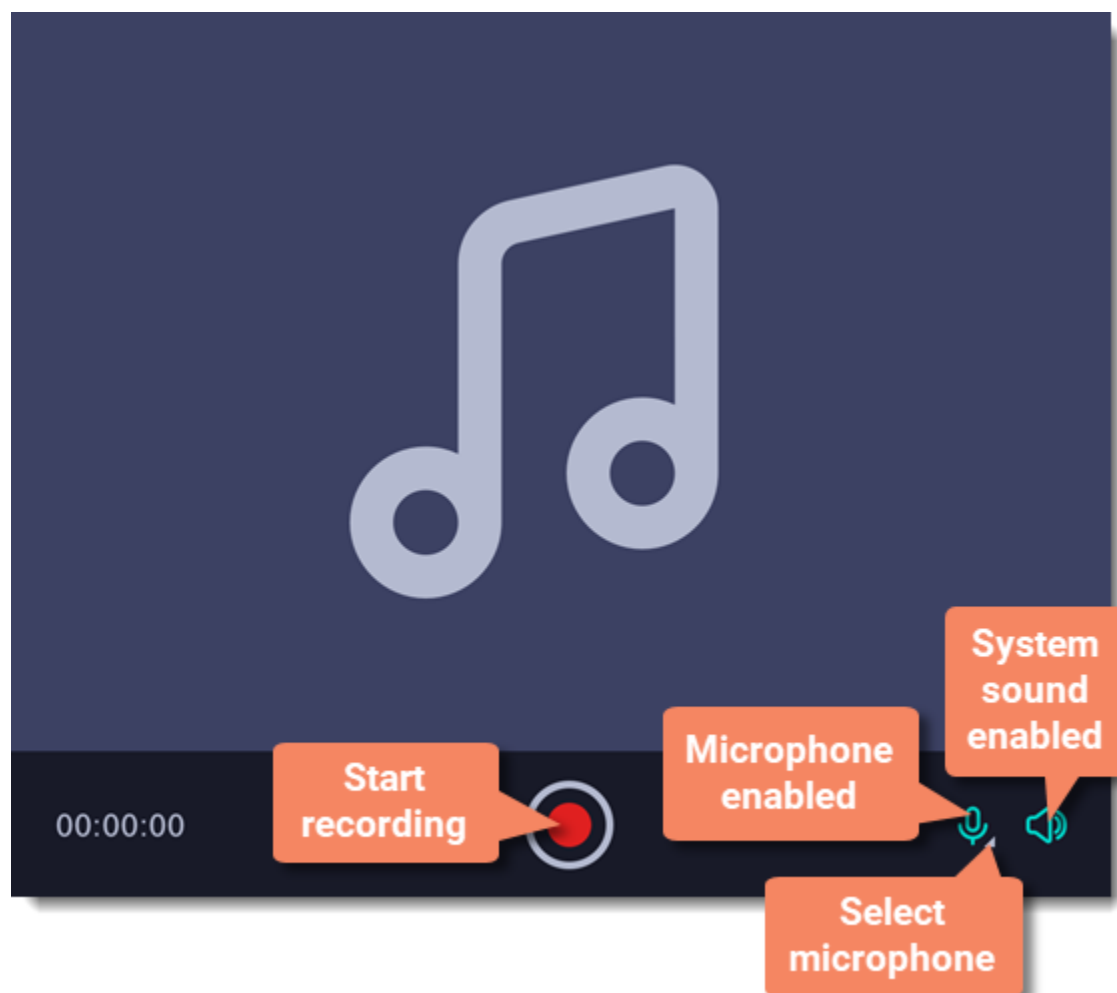 System
sound
enabled
Microphone
enabled
Start
recording
00:00:00
Select
microphone